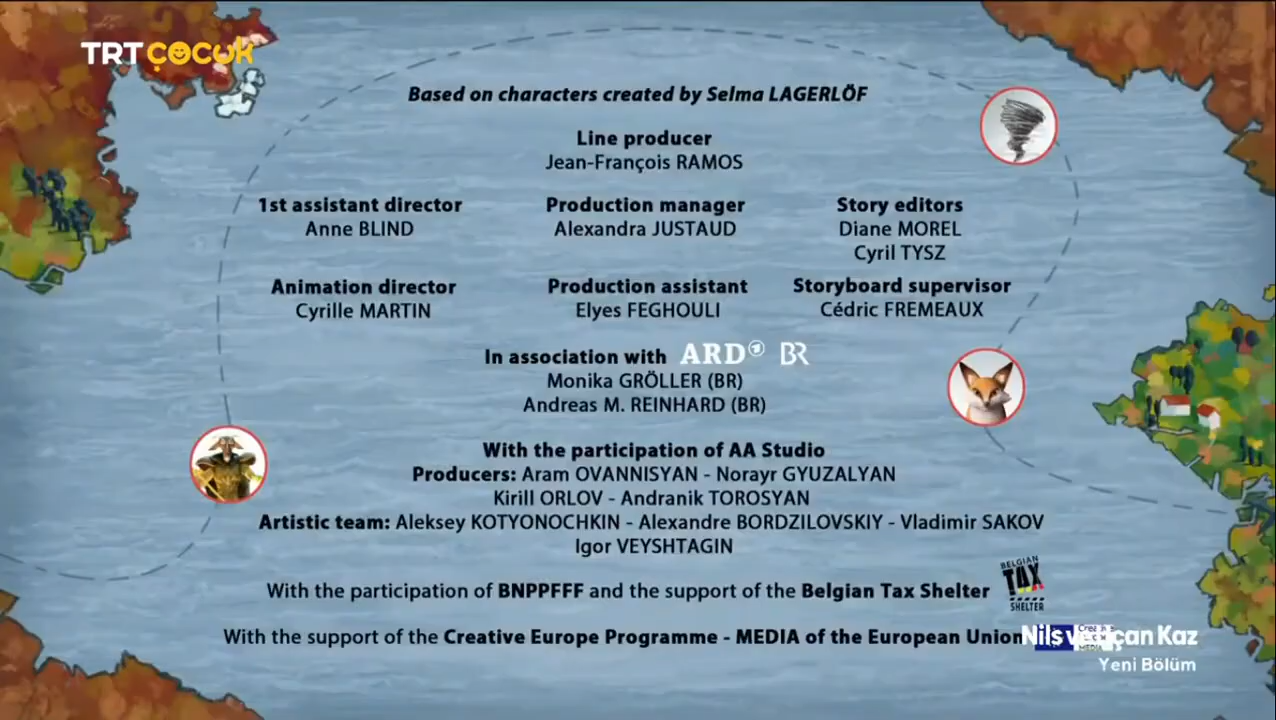 TRT ÇOCUK
Based on characters created by Selma LAGERLÖF
Line producer
Jean-François RAMOS
1st assistant director
Anne BLIND
Production manager
Alexandra JUSTAUD
Story editors
Diane MOREL
Cyril TYSZ
Animation director
Cyrille MARTIN
Production assistant
Elyes FEGHOULI
Storyboard supervisor
Cédric FREMEAUX
In association with ARD BR
Monika GRÖLLER (BR)
Andreas M. REINHARD (BR)
With the participation of AA Studio
Producers: Aram OVANNISYAN - Norayr GYUZALYAN
Kirill ORLOV - Andranik TOROSYAN
Artistic team: Aleksey KOTYONOCHKIN - Alexandre BORDZILOVSKIY - Vladimir SAKOV
Igor VEYSHTAGIN
With the participation of BNPPFFF and the support of the Belgian Tax Shelter
BELGIAN
TAX
SHELTER
With the support of the Creative Europe Programme - MEDIA of the European Union
Nils ve Uçan Kaz
Yeni Bölüm